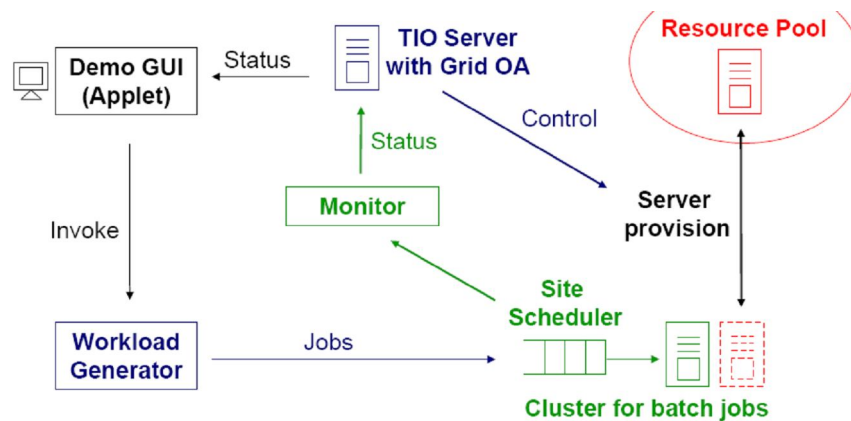 Resource Pool
TIO Server
with Grid OA
Status
Demo GUI
(Applet)
Control
Status
Monitor
Server
provision
Invoke
Site
Scheduler
Workload
Generator
Jobs
Cluster for batch jobs